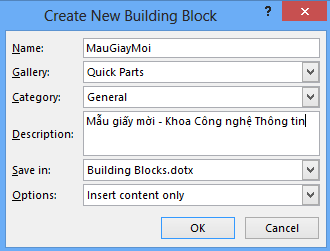 Create New Building Block
?
Name: MauGiayMoi
Gallery: Quick Parts
Category: General
Description: Mẫu giấy mời - Khoa Công nghệ Thông tin
Save in: Building Blocks.dotx
Options: Insert content only
OK Cancel